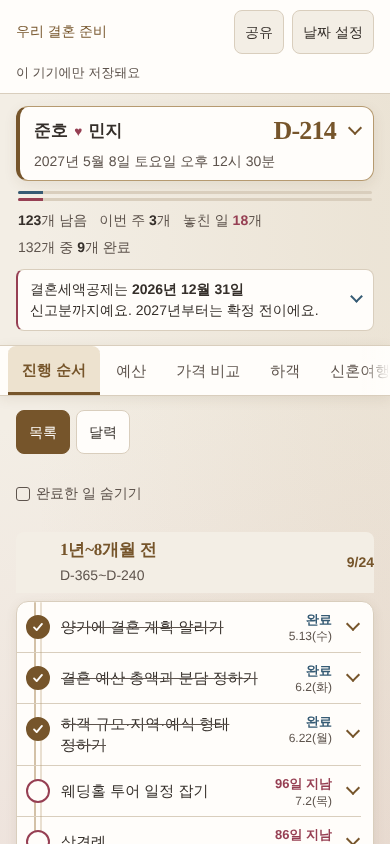 우리 결혼 준비
공유
날짜 설정
이 기기에만 저장돼요
준호 ♥ 민지
D-214
2027년 5월 8일 토요일 오후 12시 30분
123개 남음 이번 주 3개 놓친 일 18개
132개 중 9개 완료
결혼세액공제는 2026년 12월 31일
신고분까지예요. 2027년부터는 확정 전이에요.
진행 순서
예산
가격 비교
하객
신혼여행
목록
달력
완료한 일 숨기기
1년~8개월 전
D-365~D-240
9/24
양가에 결혼 계획 알리기
완료
5.13(수)
결혼 예산 총액과 분담 정하기
완료
6.2(화)
하객 규모·지역·예식 형태
정하기
완료
6.22(월)
웨딩홀 투어 일정 잡기
96일 지남
7.2(목)
상견례
86일 지남